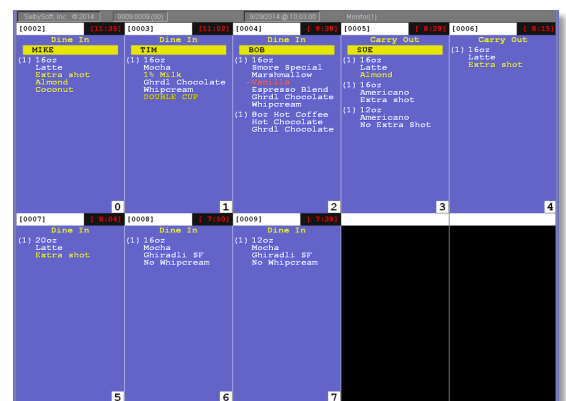 SelbySoft, Inc. © 2014 0009:0009 (00) 9/29/2014 @ 10:03:00 Monitor(1)
[0002] [11:33] [0003] [11:02] [0004] [ 9:38] [0005] [ 8:29] [0006] [ 8:15]
Dine In
MIKE
(1) 16oz
Latte
Extra shot
Almond
Coconut
0
Dine In
TIM
(1) 16oz
Mocha
1% Milk
Ghrdl Chocolate
Whipcream
DOUBLE CUP
1
Dine In
BOB
(1) 16oz
Smore Special
Marshmallow
-Vanilla
Espresso Blend
Ghrdl Chocolate
Whipcream
(1) 8oz Hot Coffee
Hot Chocolate
Ghrdl Chocolate
2
Carry Out
SUE
(1) 16oz
Latte
Almond
(1) 16oz
Americano
Extra shot
(1) 12oz
Americano
No Extra Shot
3
Carry Out
(1) 16oz
Latte
Extra shot
4
[0007] [ 8:04] [0008] [ 7:50] [0009] [ 7:39]
Dine In
(1) 20oz
Latte
Extra shot
5
Dine In
(1) 16oz
Mocha
Ghiradli SF
No Whipcream
6
Dine In
(1) 12oz
Mocha
Ghiradli SF
No Whipcream
7